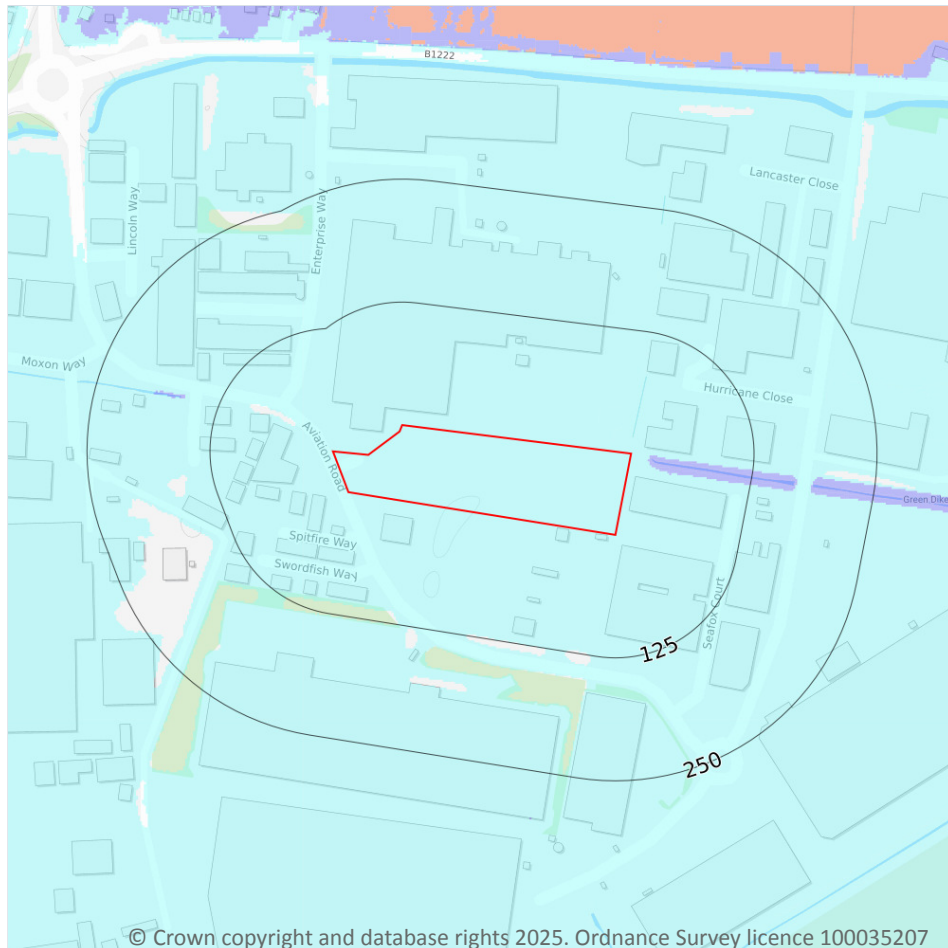 B1222
Lancaster Close
Lincoln Way
Enterprise Way
Moxon Way
Hurricane Close
Aviation Road
Green Dike
Spitfire Way
Swordfish Way
Seafox Court
125
250
© Crown copyright and database rights 2025. Ordnance Survey licence 100035207